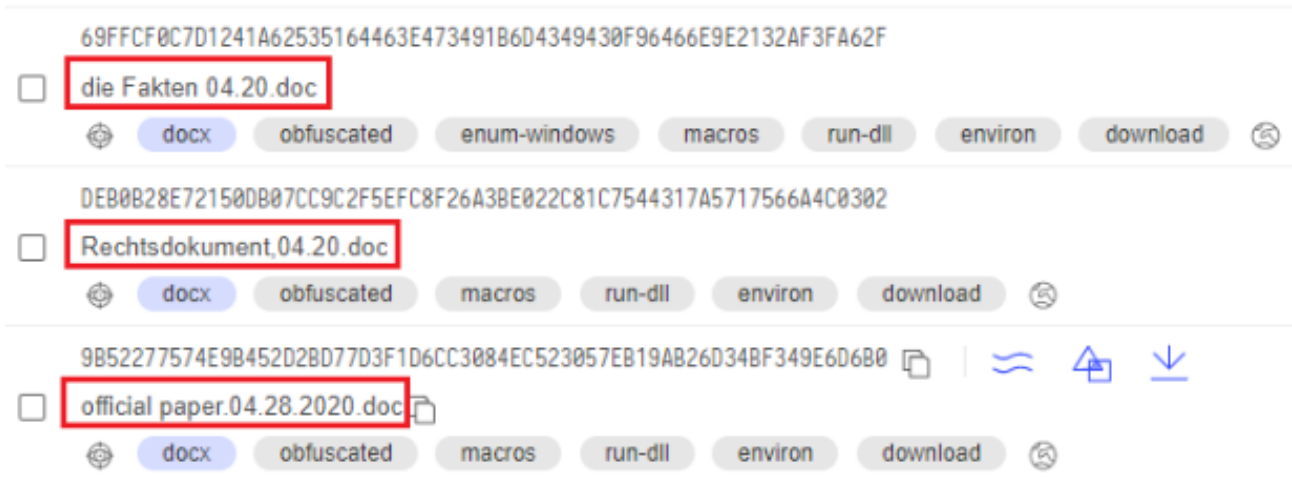 69FFCF0C7D1241A62535164463E473491B6D4349430F96466E9E2132AF3FA62F
die Fakten 04.20.doc
docx obfuscated enum-windows macros run-dll environ download
DEB0B28E72150DB07CC9C2F5EFC8F26A3BE022C81C7544317A5717566A4C0302
Rechtsdokument,04.20.doc
docx obfuscated macros run-dll environ download
9B52277574E9B452D2BD77D3F1D6CC3084EC523057EB19AB26D34BF349E6D6B0
official paper.04.28.2020.doc
docx obfuscated macros run-dll environ download